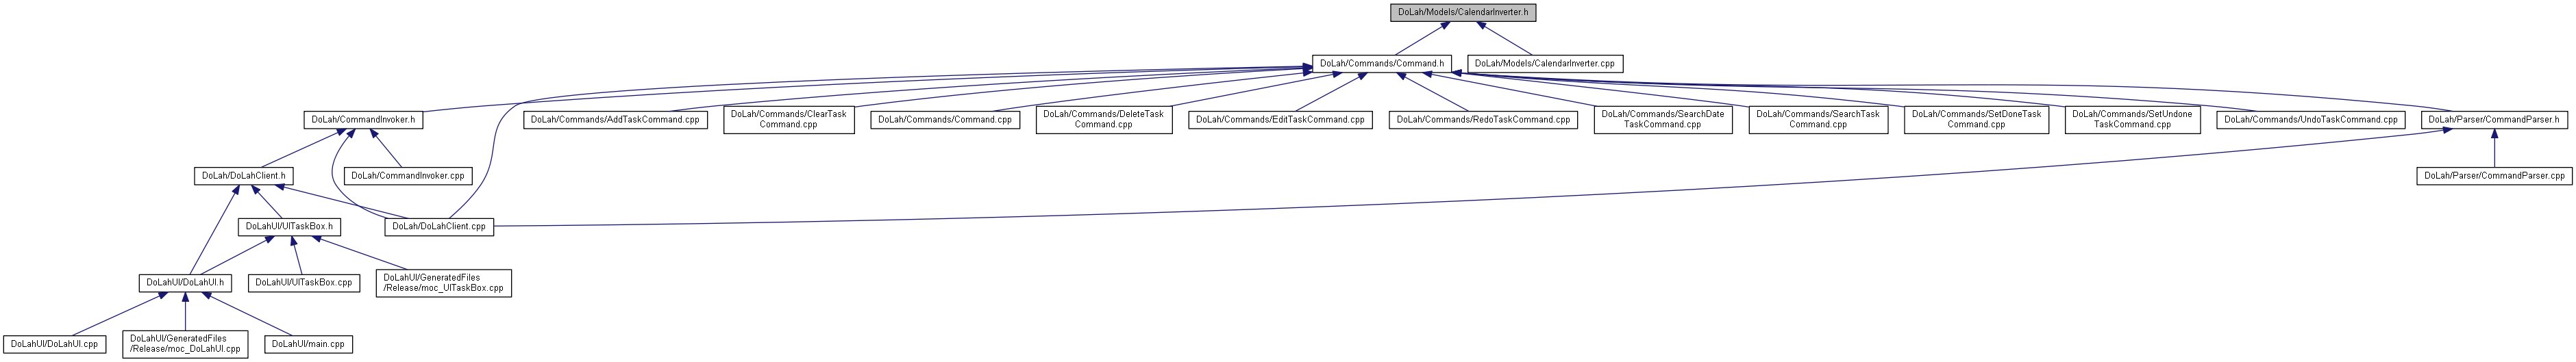 DoLah/Models/CalendarInverter.h
DoLah/Commands/Command.h
DoLah/Models/CalendarInverter.cpp
DoLah/CommandInvoker.h
DoLah/Commands/AddTaskCommand.cpp
DoLah/Commands/ClearTask
Command.cpp
DoLah/Commands/Command.cpp
DoLah/Commands/DeleteTask
Command.cpp
DoLah/Commands/EditTaskCommand.cpp
DoLah/Commands/RedoTaskCommand.cpp
DoLah/Commands/SearchDate
TaskCommand.cpp
DoLah/Commands/SearchTask
Command.cpp
DoLah/Commands/SetDoneTask
Command.cpp
DoLah/Commands/SetUndone
TaskCommand.cpp
DoLah/Commands/UndoTaskCommand.cpp
DoLah/Parser/CommandParser.h
DoLah/DoLahClient.h
DoLah/CommandInvoker.cpp
DoLah/Parser/CommandParser.cpp
DoLahUI/UITaskBox.h
DoLah/DoLahClient.cpp
DoLahUI/DoLahUI.h
DoLahUI/UITaskBox.cpp
DoLahUI/GeneratedFiles
/Release/moc_UITaskBox.cpp
DoLahUI/DoLahUI.cpp
DoLahUI/GeneratedFiles
/Release/moc_DoLahUI.cpp
DoLahUI/main.cpp